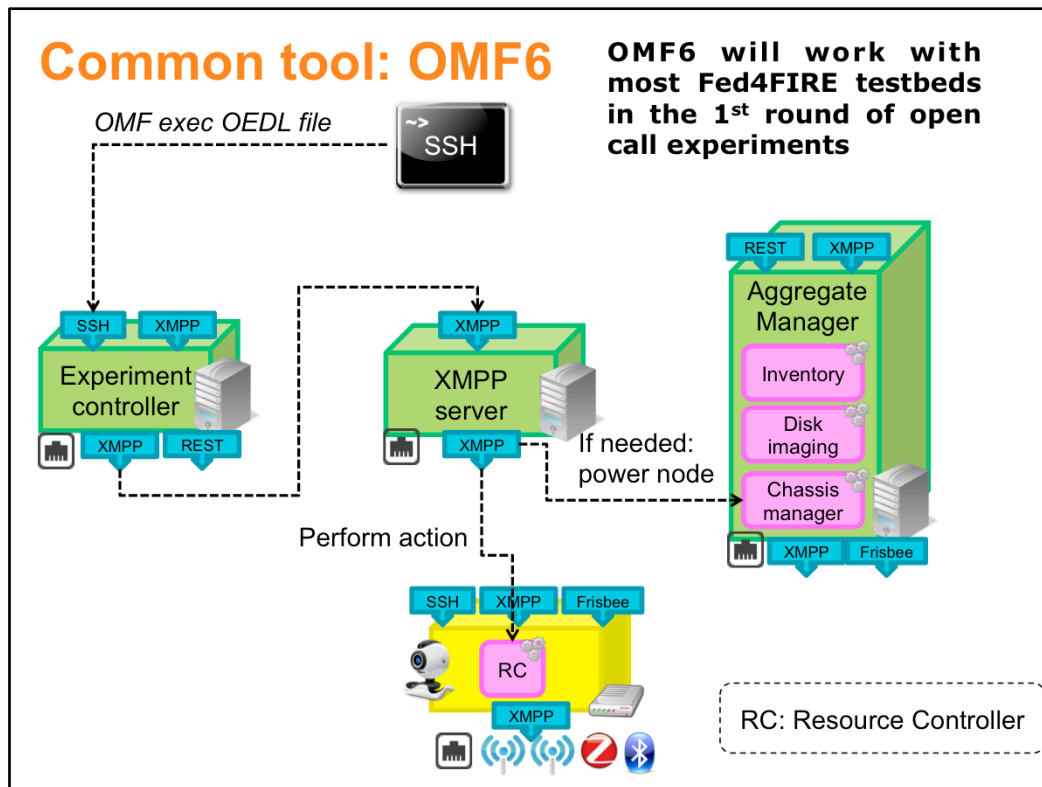 Common tool: OMF6
OMF6 will work with
most Fed4FIRE testbeds
in the 1st round of open
call experiments
OMF exec OEDL file
~>
SSH
REST
XMPP
Aggregate
Manager
Inventory
Disk
imaging
Chassis
manager
XMPP
Frisbee
SSH
XMPP
Experiment
controller
XMPP
REST
XMPP
XMPP
server
XMPP
If needed:
power node
Perform action
SSH
XMPP
Frisbee
RC
XMPP
RC: Resource Controller